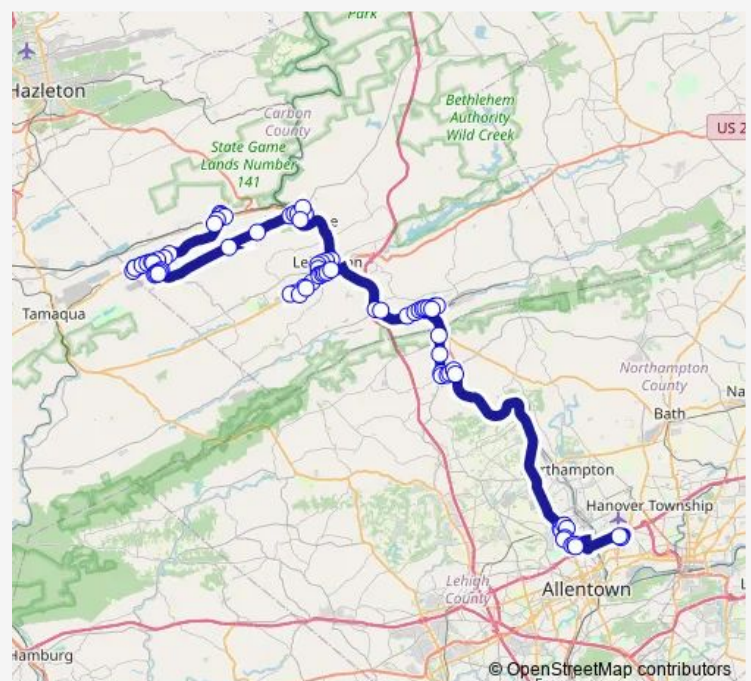 Park
Hazleton
Carbon
County
Bethlehem
Authority
Wild Creek
US 2
State Game
Lands Number
141
Tamaqua
Northampton
County
Bath
Na
rthampton
Hanover Township
Lehigh
County
Allentown
Hamburg
© OpenStreetMap contributors